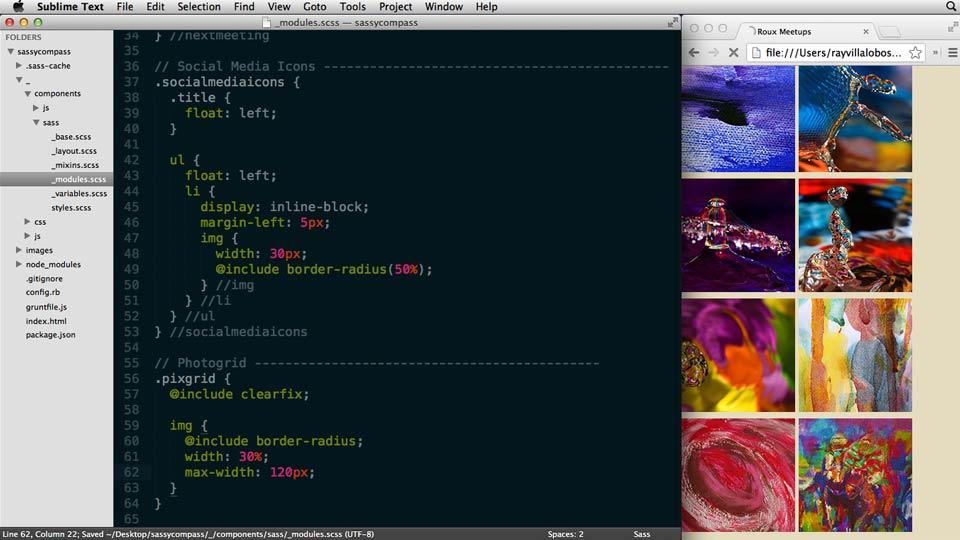 Sublime Text File Edit Selection Find View Goto Tools Project Window Help
_modules.scss — sassycompass
FOLDERS
sassycompass
.sass-cache
_
components
js
sass
_base.scss
_layout.scss
_mixins.scss
_modules.scss
_variables.scss
styles.scss
css
js
images
node_modules
.gitignore
config.rb
gruntfile.js
index.html
package.json
34 } //nextmeeting
35
36 // Social Media Icons --------------------------------------------
37 .socialmediaicons {
38 .title {
39 float: left;
40 }
41
42 ul {
43 float: left;
44 li {
45 display: inline-block;
46 margin-left: 5px;
47 img {
48 width: 30px;
49 @include border-radius(50%);
50 } //img
51 } //li
52 } //ul
53 } //socialmediaicons
54
55 // Photogrid --------------------------------------------
56 .pixgrid {
57 @include clearfix;
58
59 img {
60 @include border-radius;
61 width: 30%;
62 max-width: 120px;
63 }
64 }
65
Line 62, Column 22; Saved ~/Desktop/sassycompass/_/components/sass/_modules.scss (UTF-8) Spaces: 2 Sass
Roux Meetups
file:///Users/rayvillalobos...